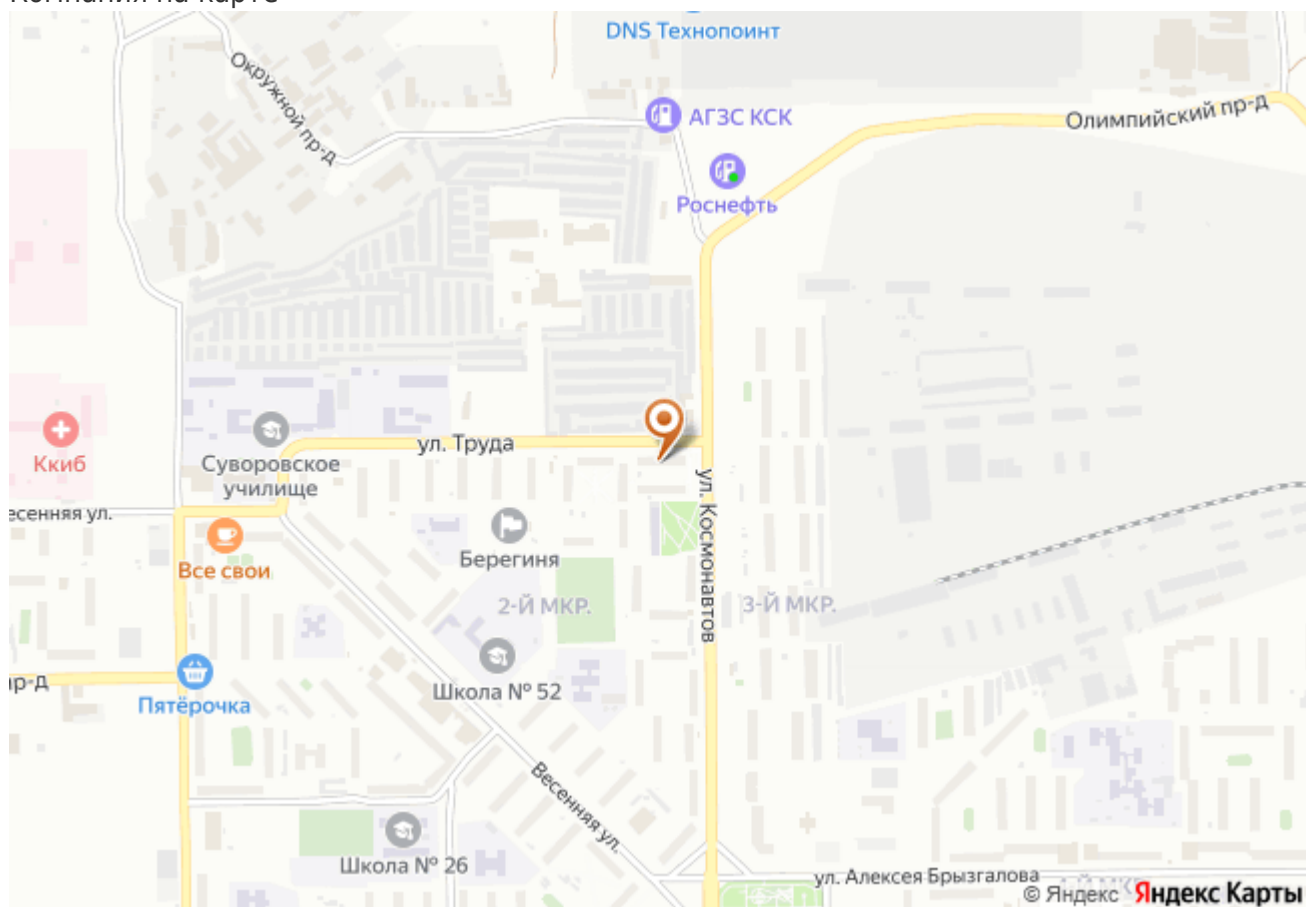 DNS Технопоинт
Окружной пр-д
АГЗС КСК
Олимпийский пр-д
Роснефть
ул. Труда
Ккиб
Суворовское
училище
ул. Космонавтов
есенняя ул.
Все свои
Берегиня
2-Й МКР.
3-Й МКР.
Школа № 52
пр-д
Пятёрочка
Весенняя ул.
Школа № 26
ул. Алексея Брызгалова
© Яндекс Яндекс Карты